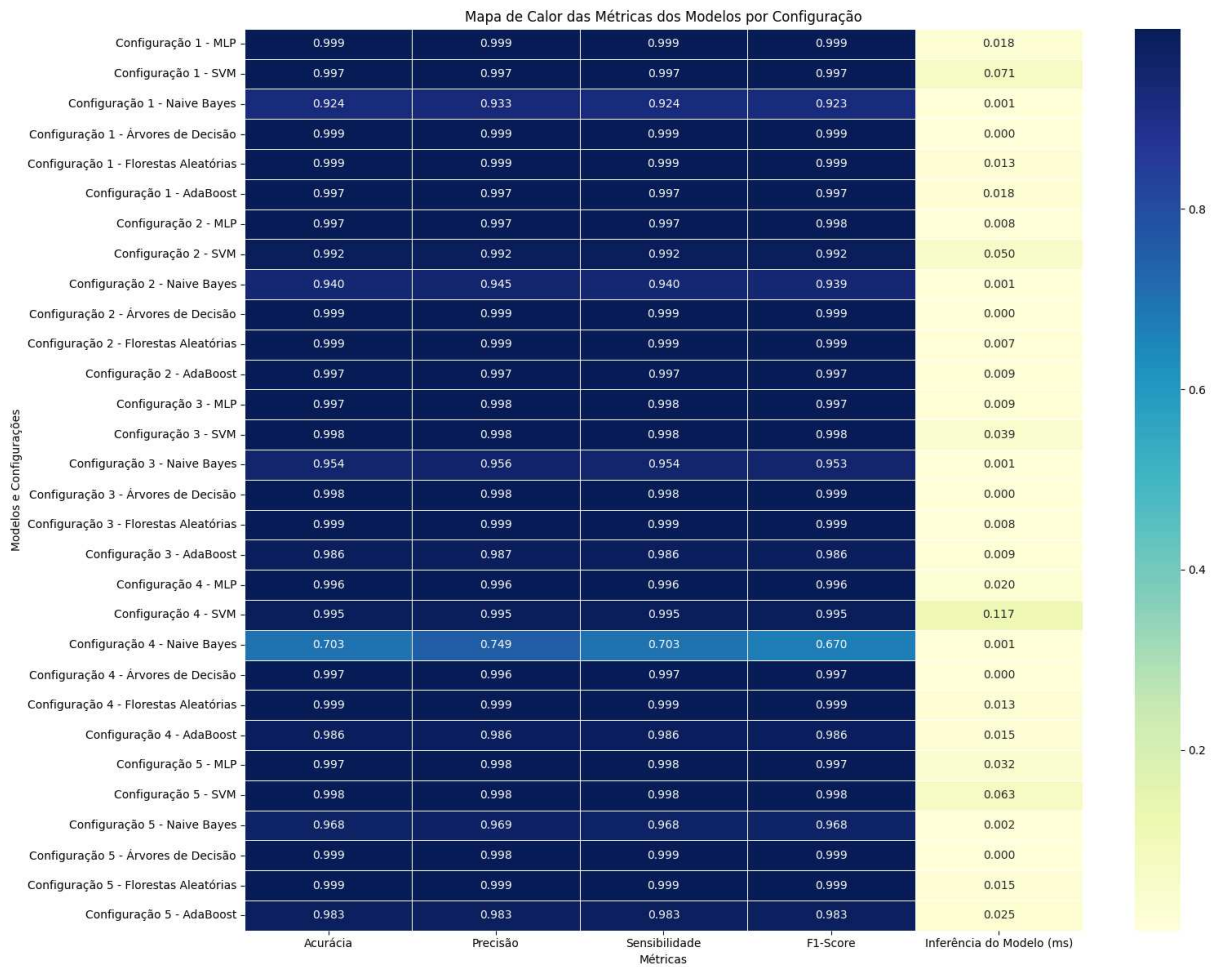 Mapa de Calor das Métricas dos Modelos por Configuração
Modelos e Configurações
Configuração 1 - MLP 0.999 0.999 0.999 0.999 0.018
Configuração 1 - SVM 0.997 0.997 0.997 0.997 0.071
Configuração 1 - Naive Bayes 0.924 0.933 0.924 0.923 0.001
Configuração 1 - Árvores de Decisão 0.999 0.999 0.999 0.999 0.000
Configuração 1 - Florestas Aleatórias 0.999 0.999 0.999 0.999 0.013
Configuração 1 - AdaBoost 0.997 0.997 0.997 0.997 0.018
Configuração 2 - MLP 0.997 0.997 0.997 0.998 0.008
Configuração 2 - SVM 0.992 0.992 0.992 0.992 0.050
Configuração 2 - Naive Bayes 0.940 0.945 0.940 0.939 0.001
Configuração 2 - Árvores de Decisão 0.999 0.999 0.999 0.999 0.000
Configuração 2 - Florestas Aleatórias 0.999 0.999 0.999 0.999 0.007
Configuração 2 - AdaBoost 0.997 0.997 0.997 0.997 0.009
Configuração 3 - MLP 0.997 0.998 0.998 0.997 0.009
Configuração 3 - SVM 0.998 0.998 0.998 0.998 0.039
Configuração 3 - Naive Bayes 0.954 0.956 0.954 0.953 0.001
Configuração 3 - Árvores de Decisão 0.998 0.998 0.998 0.999 0.000
Configuração 3 - Florestas Aleatórias 0.999 0.999 0.999 0.999 0.008
Configuração 3 - AdaBoost 0.986 0.987 0.986 0.986 0.009
Configuração 4 - MLP 0.996 0.996 0.996 0.996 0.020
Configuração 4 - SVM 0.995 0.995 0.995 0.995 0.117
Configuração 4 - Naive Bayes 0.703 0.749 0.703 0.670 0.001
Configuração 4 - Árvores de Decisão 0.997 0.996 0.997 0.997 0.000
Configuração 4 - Florestas Aleatórias 0.999 0.999 0.999 0.999 0.013
Configuração 4 - AdaBoost 0.986 0.986 0.986 0.986 0.015
Configuração 5 - MLP 0.997 0.998 0.998 0.997 0.032
Configuração 5 - SVM 0.998 0.998 0.998 0.998 0.063
Configuração 5 - Naive Bayes 0.968 0.969 0.968 0.968 0.002
Configuração 5 - Árvores de Decisão 0.999 0.998 0.999 0.999 0.000
Configuração 5 - Florestas Aleatórias 0.999 0.999 0.999 0.999 0.015
Configuração 5 - AdaBoost 0.983 0.983 0.983 0.983 0.025
Acurácia Precisão Sensibilidade F1-Score Inferência do Modelo (ms)
Métricas
0.8
0.6
0.4
0.2